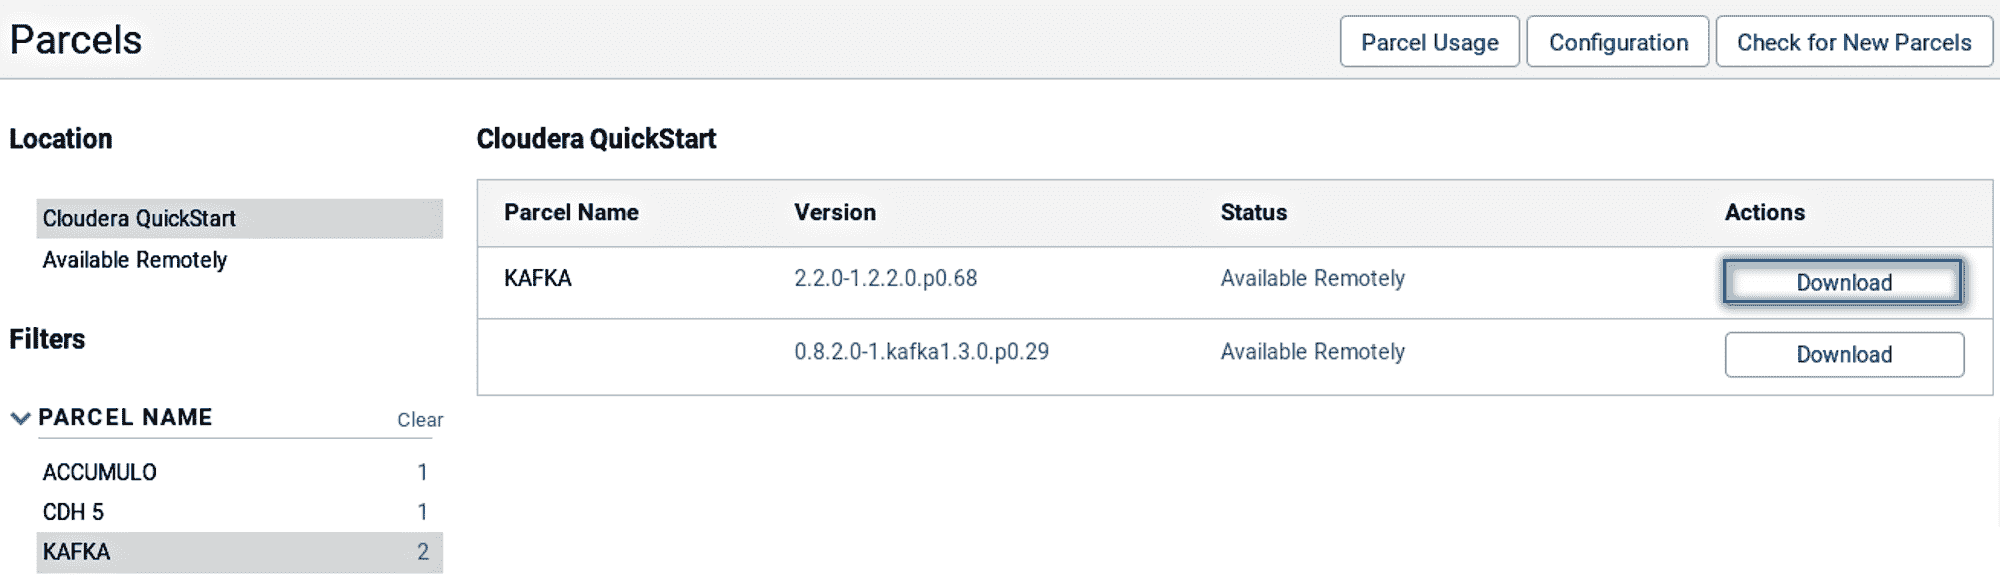 Parcels
Parcel Usage
Configuration
Check for New Parcels
Location
Cloudera QuickStart
Available Remotely
Filters
PARCEL NAME Clear
ACCUMULO 1
CDH 5 1
KAFKA 2
Cloudera QuickStart
Parcel Name Version Status Actions
KAFKA 2.2.0-1.2.2.0.p0.68 Available Remotely Download
0.8.2.0-1.kafka1.3.0.p0.29 Available Remotely Download